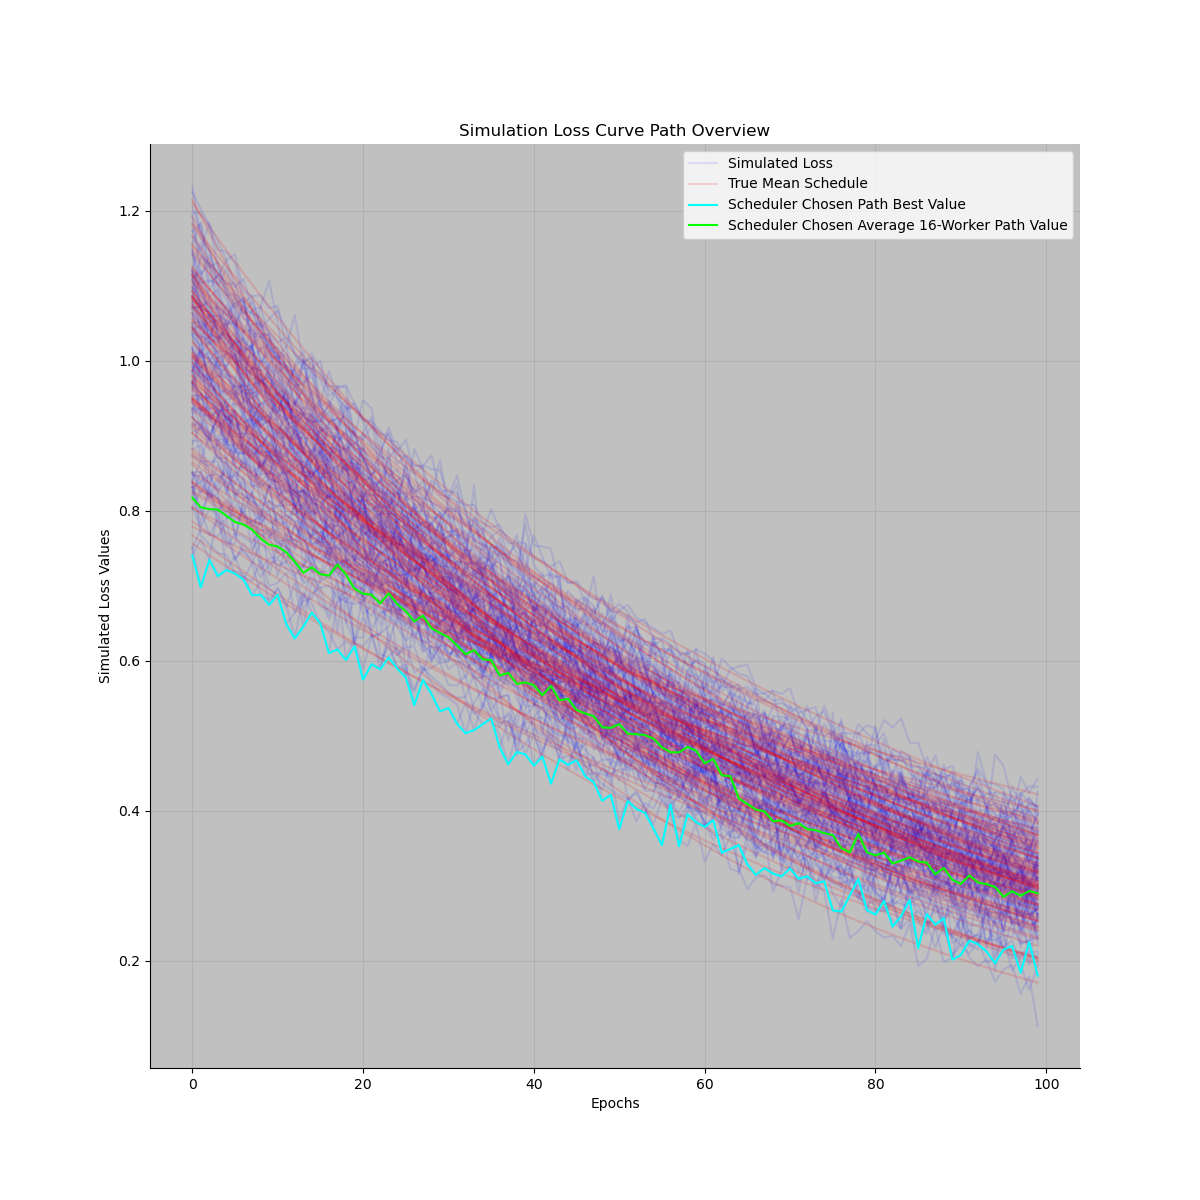 Simulation Loss Curve Path Overview
Simulated Loss
True Mean Schedule
Scheduler Chosen Path Best Value
Scheduler Chosen Average 16-Worker Path Value
Simulated Loss Values
1.2
1.0
0.8
0.6
0.4
0.2
0 20 40 60 80 100
Epochs